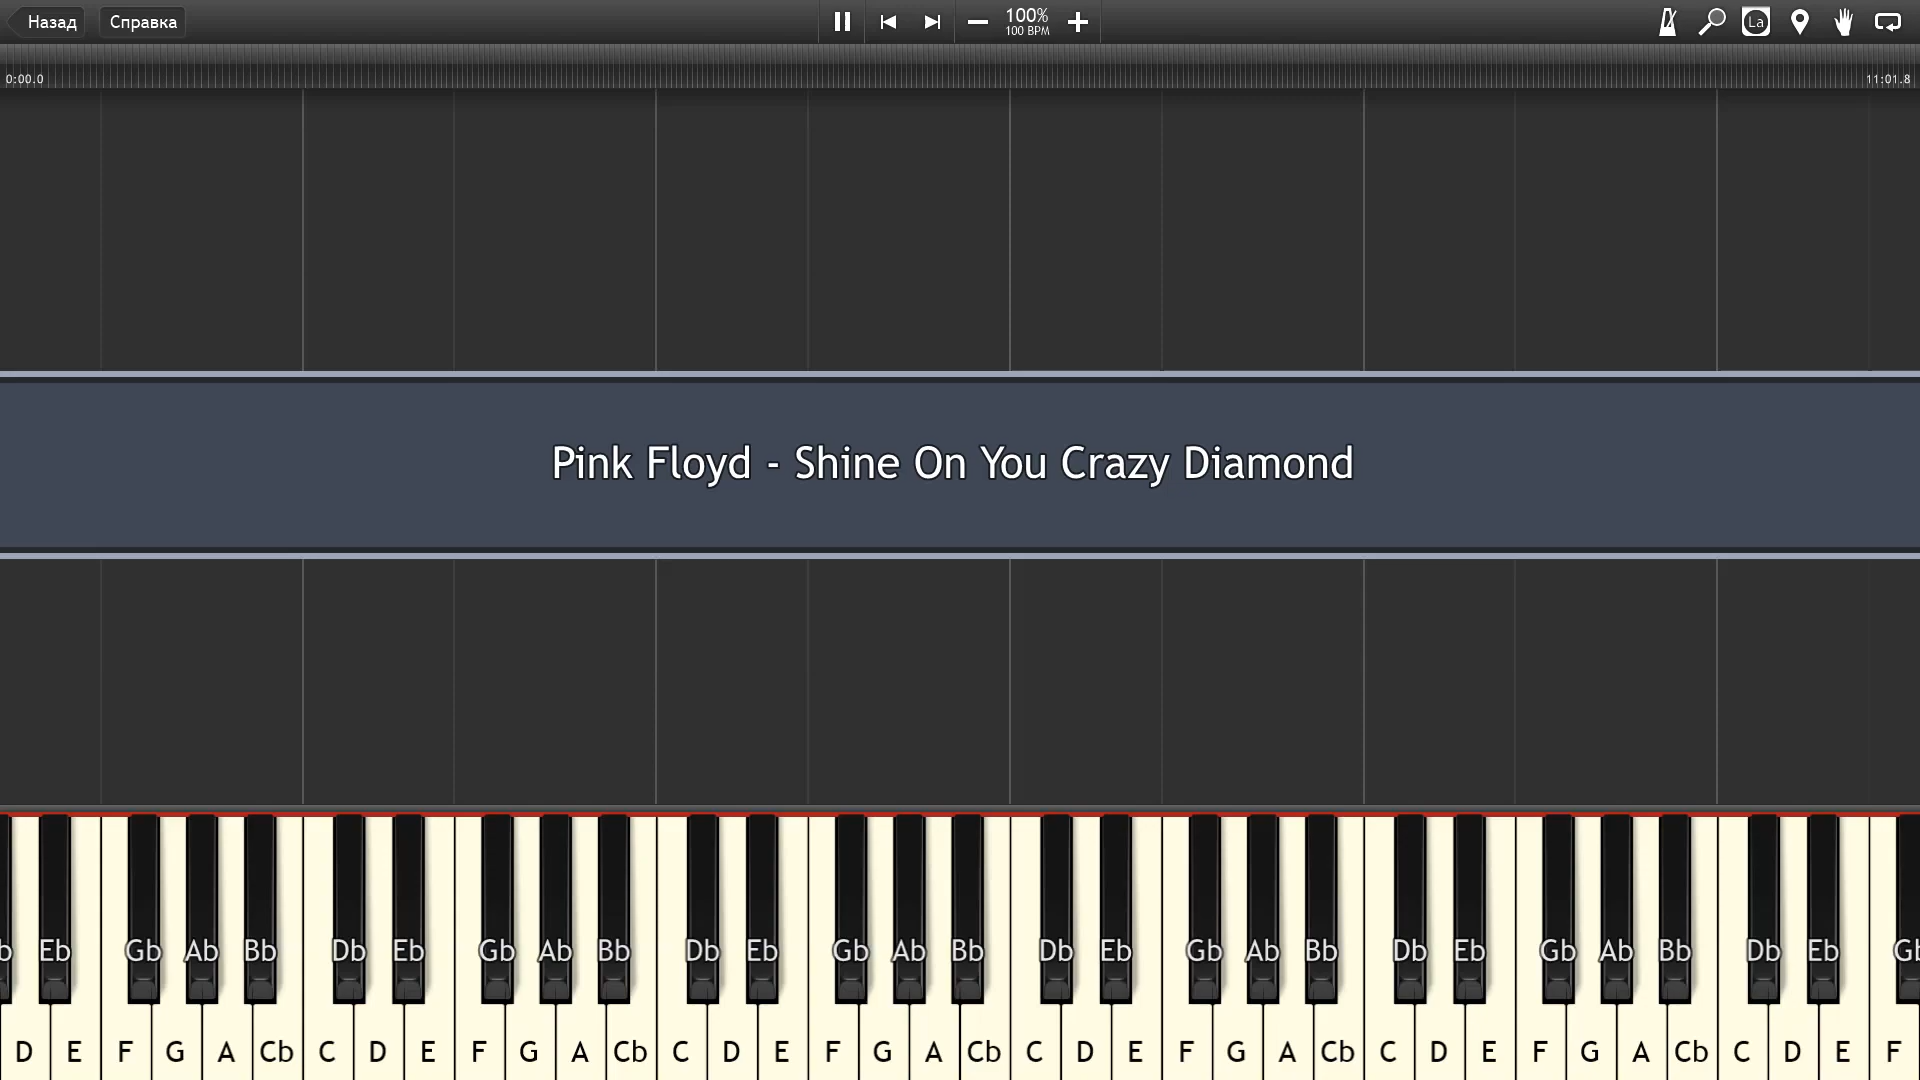 Назад Справка 100% La
100 BPM
0:00.0 11:01.8
Pink Floyd - Shine On You Crazy Diamond
Eb Gb Ab Bb Db Eb Gb Ab Bb Db Eb Gb Ab Bb Db Eb Gb Ab Bb Db Eb Gb Ab Bb Db Eb
D E F G A Cb C D E F G A Cb C D E F G A Cb C D E F G A Cb C D E F G A Cb C D E F